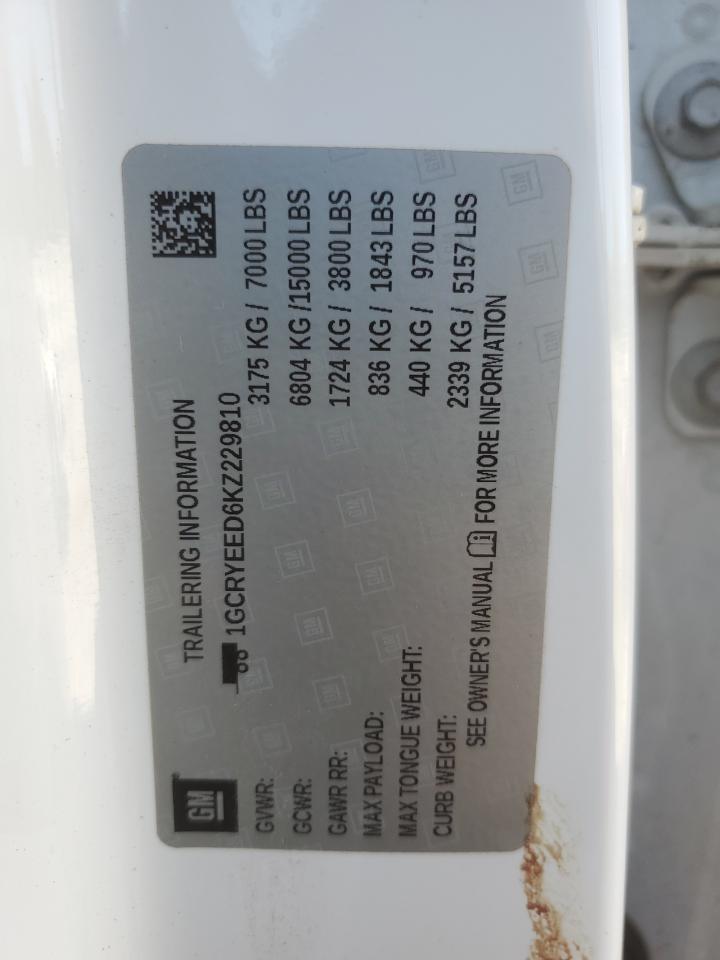 GM
TRAILERING INFORMATION
1GCRYEED6KZ229810
GVWR: 3175 KG / 7000 LBS
GCWR: 6804 KG /15000 LBS
GAWR RR: 1724 KG / 3800 LBS
MAX PAYLOAD: 836 KG / 1843 LBS
MAX TONGUE WEIGHT: 440 KG / 970 LBS
CURB WEIGHT: 2339 KG / 5157 LBS
SEE OWNER'S MANUAL FOR MORE INFORMATION